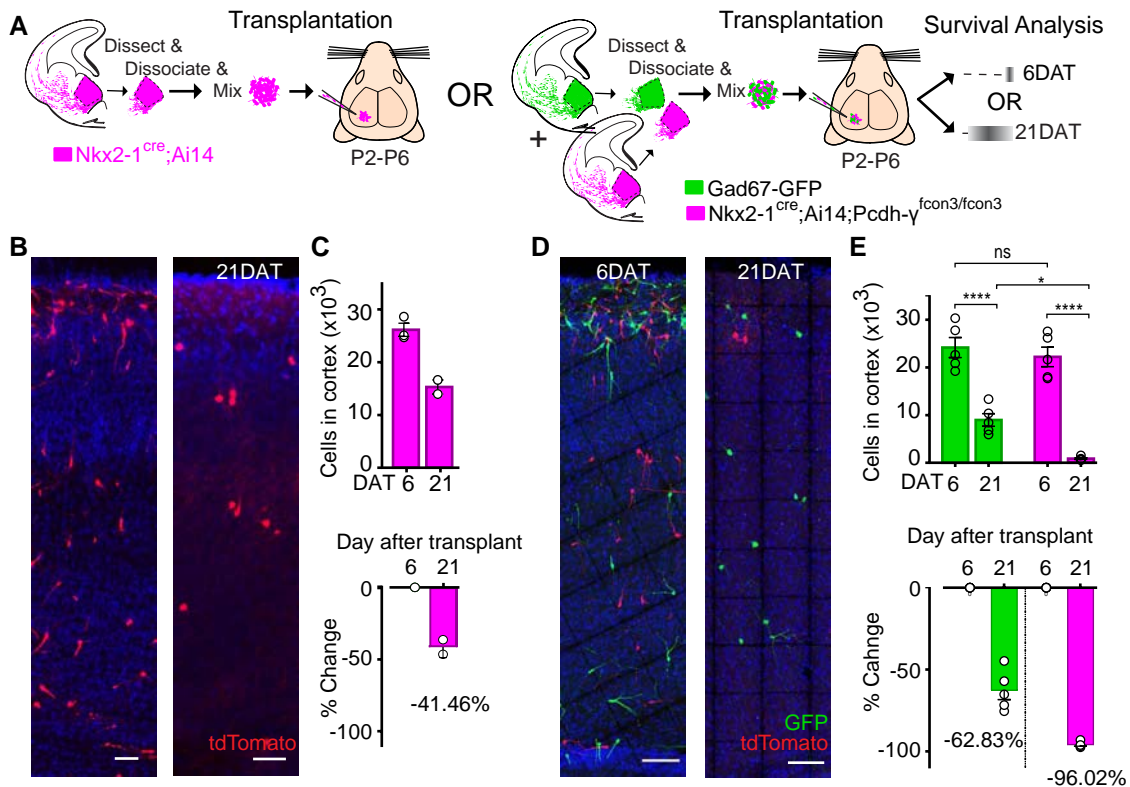 A
Transplantation
Dissect &
Dissociate &
Mix
Nkx2-1cre;Ai14
P2-P6
OR
+
Transplantation
Dissect &
Dissociate &
Mix
P2-P6
Gad67-GFP
Nkx2-1cre;Ai14;Pcdh-γfcon3/fcon3
Survival Analysis
6DAT
OR
21DAT
B
21DAT
tdTomato
C
Cells in cortex (x10³)
30
20
10
0
DAT 6 21
Day after transplant
6 21
% Change
0
-50
-100
-41.46%
D
6DAT
21DAT
GFP
tdTomato
E
ns
*
**** ****
Cells in cortex (x10³)
30
20
10
0
DAT 6 21 6 21
Day after transplant
6 21 6 21
% Cahnge
0
-50
-100
-62.83%
-96.02%